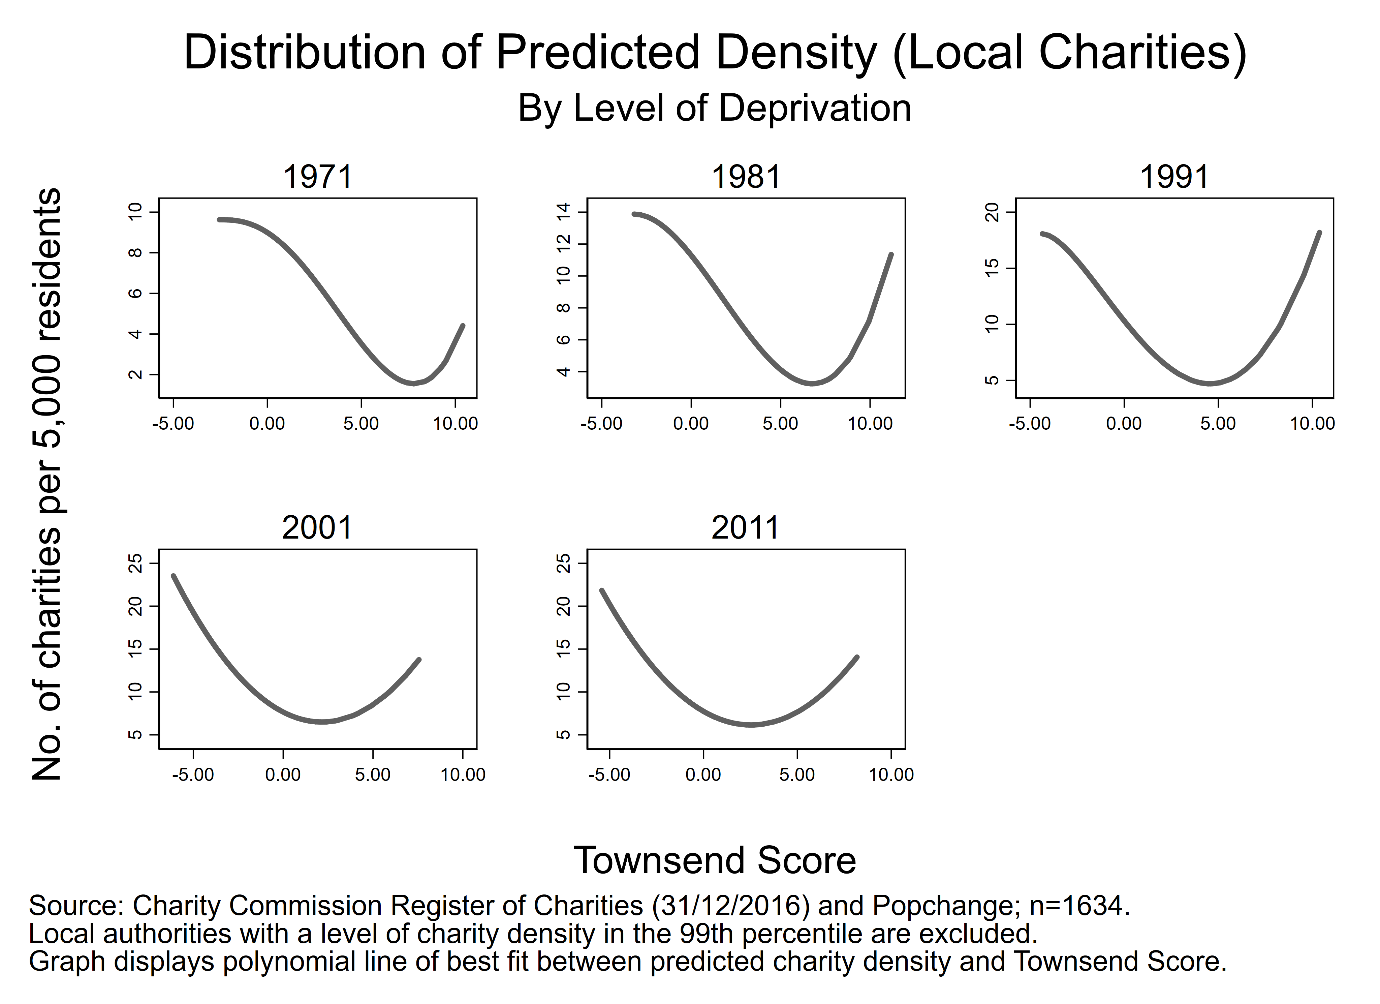 Distribution of Predicted Density (Local Charities)
By Level of Deprivation
No. of charities per 5,000 residents
1971
10
8
6
4
2
-5.00 0.00 5.00 10.00
1981
14
12
10
8
6
4
-5.00 0.00 5.00 10.00
1991
20
15
10
5
-5.00 0.00 5.00 10.00
2001
25
20
15
10
5
-5.00 0.00 5.00 10.00
2011
25
20
15
10
5
-5.00 0.00 5.00 10.00
Townsend Score
Source: Charity Commission Register of Charities (31/12/2016) and Popchange; n=1634.
Local authorities with a level of charity density in the 99th percentile are excluded.
Graph displays polynomial line of best fit between predicted charity density and Townsend Score.